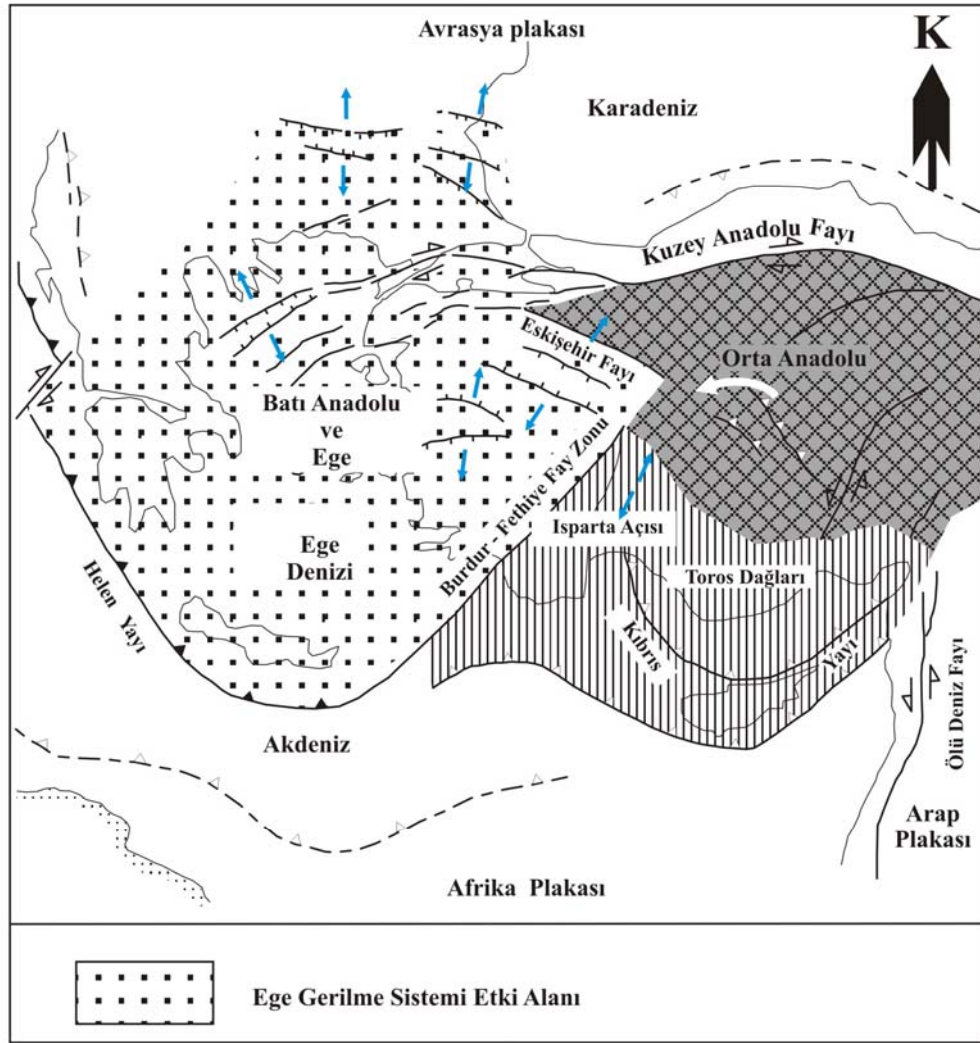 Avrasya plakası
K
Karadeniz
Kuzey Anadolu Fayı
Eskişehir Fayı
Orta Anadolu
Batı Anadolu
ve
Ege
Burdur - Fethiye Fay Zonu
Isparta Açısı
Ege
Denizi
Toros Dağları
Helen Yayı
Kıbrıs Yayı
Ölü Deniz Fayı
Akdeniz
Arap
Plakası
Afrika Plakası
Ege Gerilme Sistemi Etki Alanı